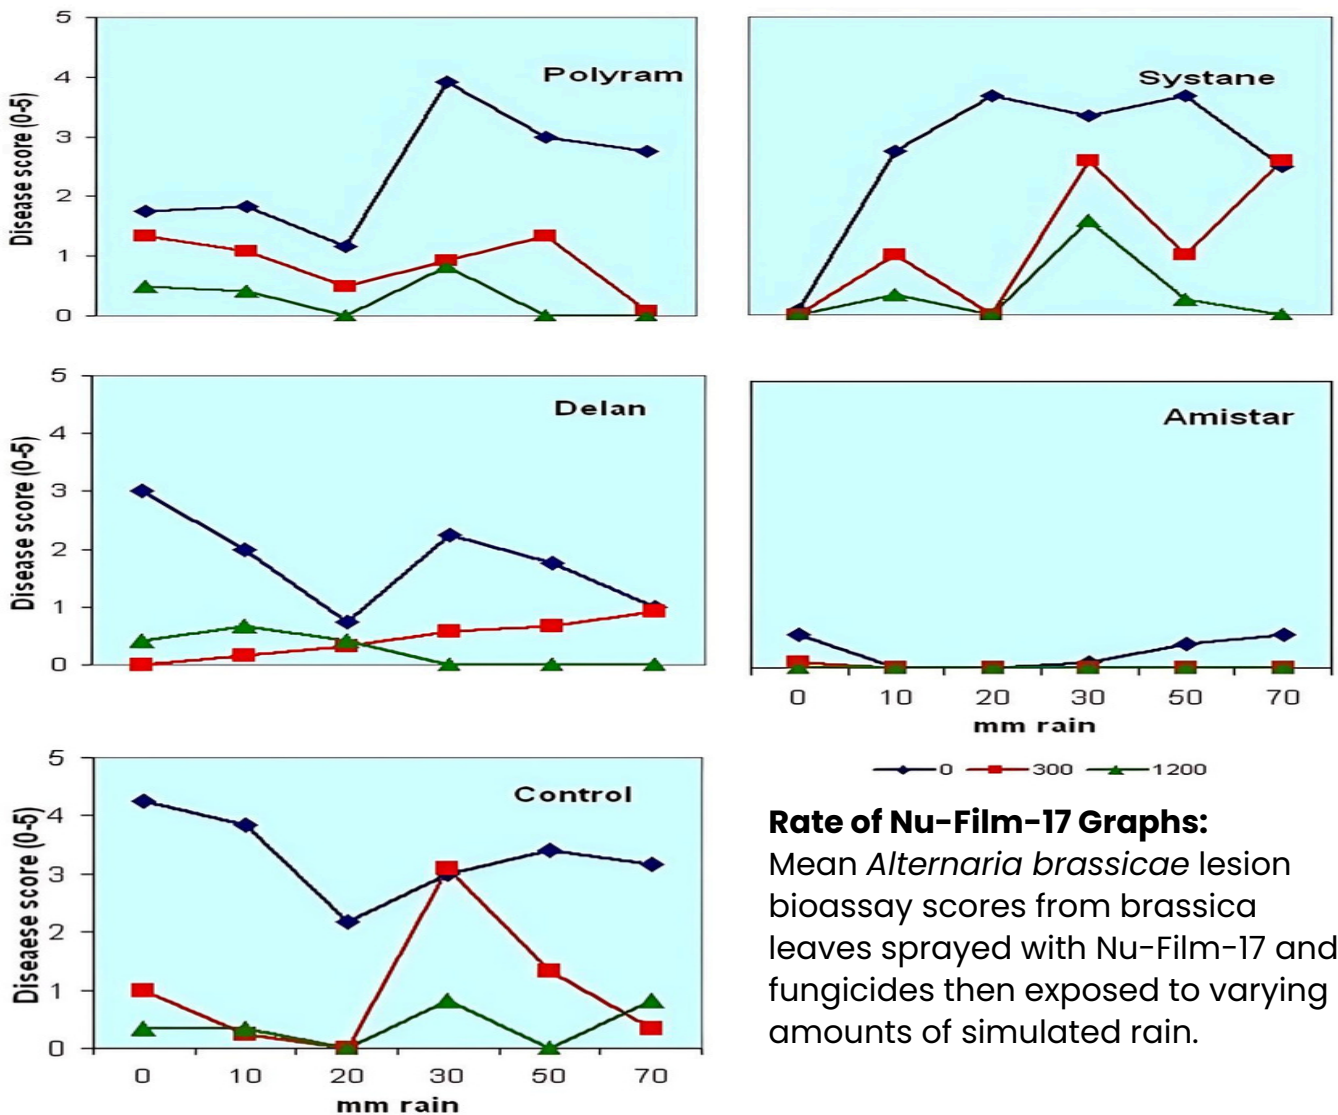 Disease score (0-5)
5
4
3
2
1
0
Polyram
Systane
Disease score (0-5)
5
4
3
2
1
0
Delan
Amistar
0 10 20 30 50 70
mm rain
0 300 1200
Diseaese score (0-5)
5
4
3
2
1
0
Control
0 10 20 30 50 70
mm rain
Rate of Nu-Film-17 Graphs:
Mean Alternaria brassicae lesion
bioassay scores from brassica
leaves sprayed with Nu-Film-17 and
fungicides then exposed to varying
amounts of simulated rain.